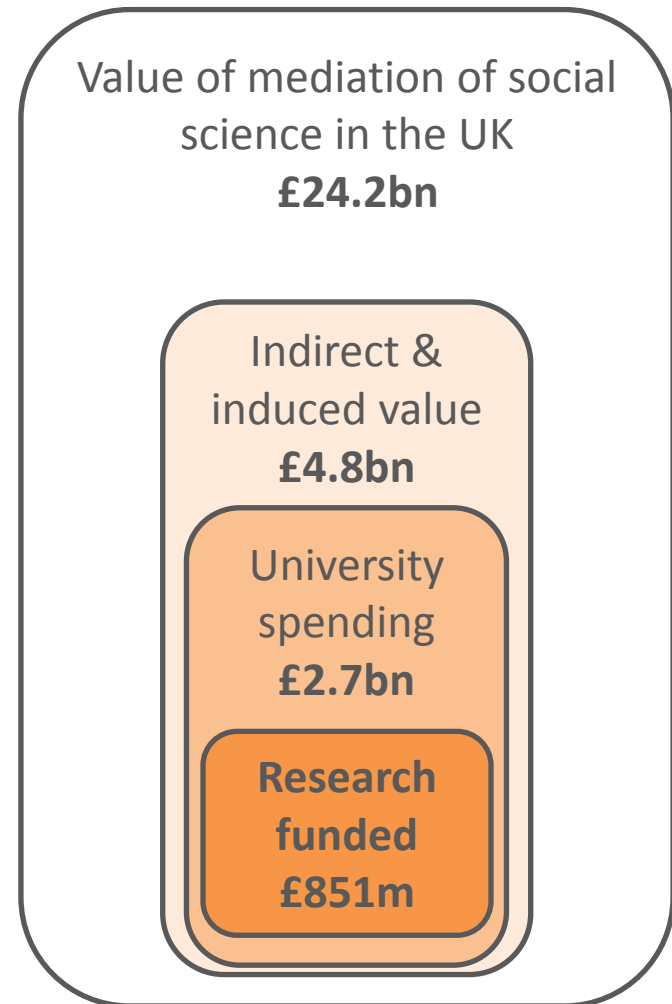 Value of mediation of social
science in the UK
£24.2bn
Indirect &
induced value
£4.8bn
University
spending
£2.7bn
Research
funded
£851m